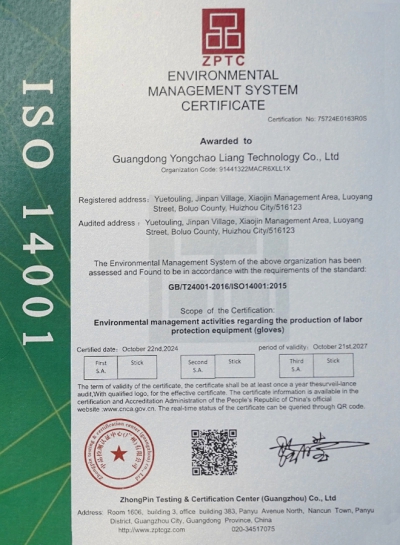 ZPTC
ENVIRONMENTAL
MANAGEMENT SYSTEM
CERTIFICATE
Certification No: 75724E0163R0S
ISO 14001
Awarded to
Guangdong Yongchao Liang Technology Co., Ltd
Organization Code: 91441322MACR6XLL1X
Registered address: Yuetouling, Jinpan Village, Xiaojin Management Area, Luoyang
Street, Boluo County, Huizhou City/516123
Audited address : Yuetouling, Jinpan Village, Xiaojin Management Area, Luoyang
Street, Boluo County, Huizhou City/516123
The Environmental Management System of the above organization has been
assessed and Found to be in accordance with the requirements of the standard:
GB/T24001-2016/ISO14001:2015
Scope of the Certification:
Environmental management activities regarding the production of labor
protection equipment (gloves)
Certified date: October 22nd,2024 period of validity: October 21st,2027
First S.A. Stick Second S.A. Stick Third S.A. Stick
The term of validity of the certificate, the certificate shall be at least once a year thesurveil-lance
audit,With qualified logo, for the effective certificate. The certificate information is available in the
certification and Accreditation Administration of the People's Republic of China's official
website :www.cnca.gov.cn. The real-time status of the certificate can be queried through QR code.
ZhongPin Testing & Certification Center (Guangzhou) Co., Ltd
Address: Room 1606, building 3, office building 383, Panyu Avenue North, Nancun Town, Panyu
District, Guangzhou City, Guangdong Province, China
http://www.zptcgz.com 020-34517075